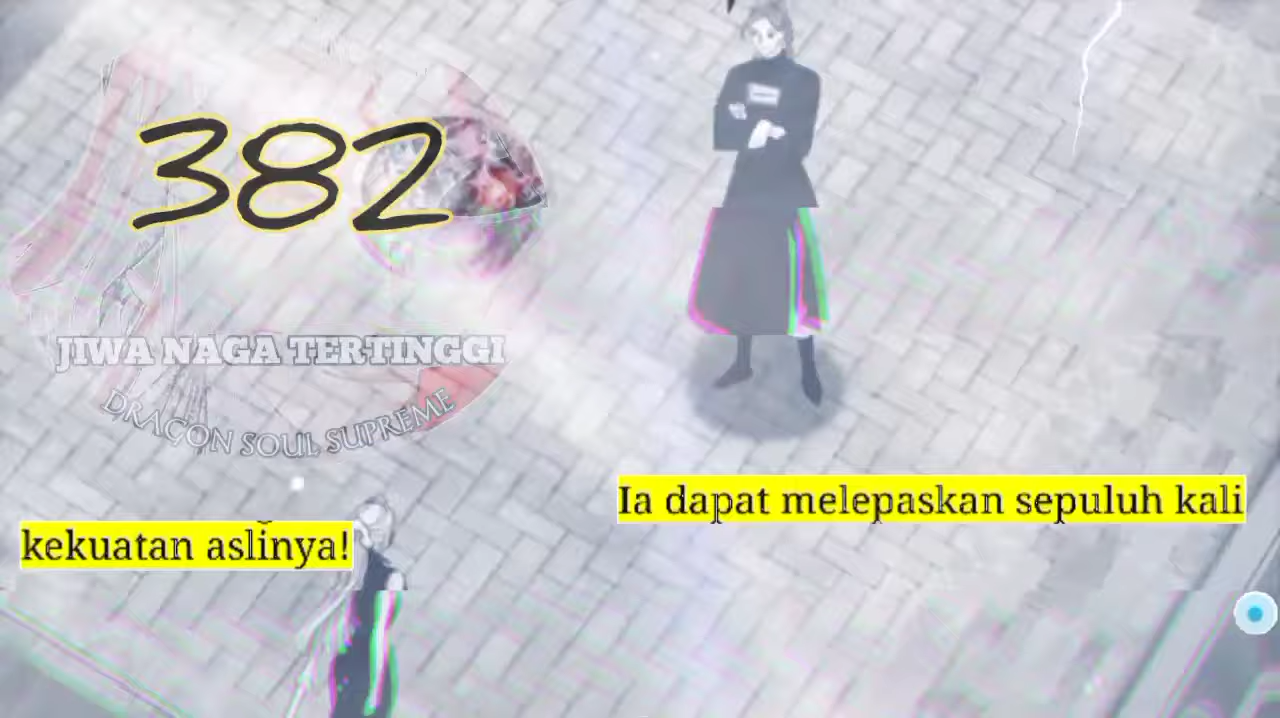 382
JIWA NAGA TERTINGGI
DRAGON SOUL SUPREME
Ia dapat melepaskan sepuluh kali
kekuatan aslinya!